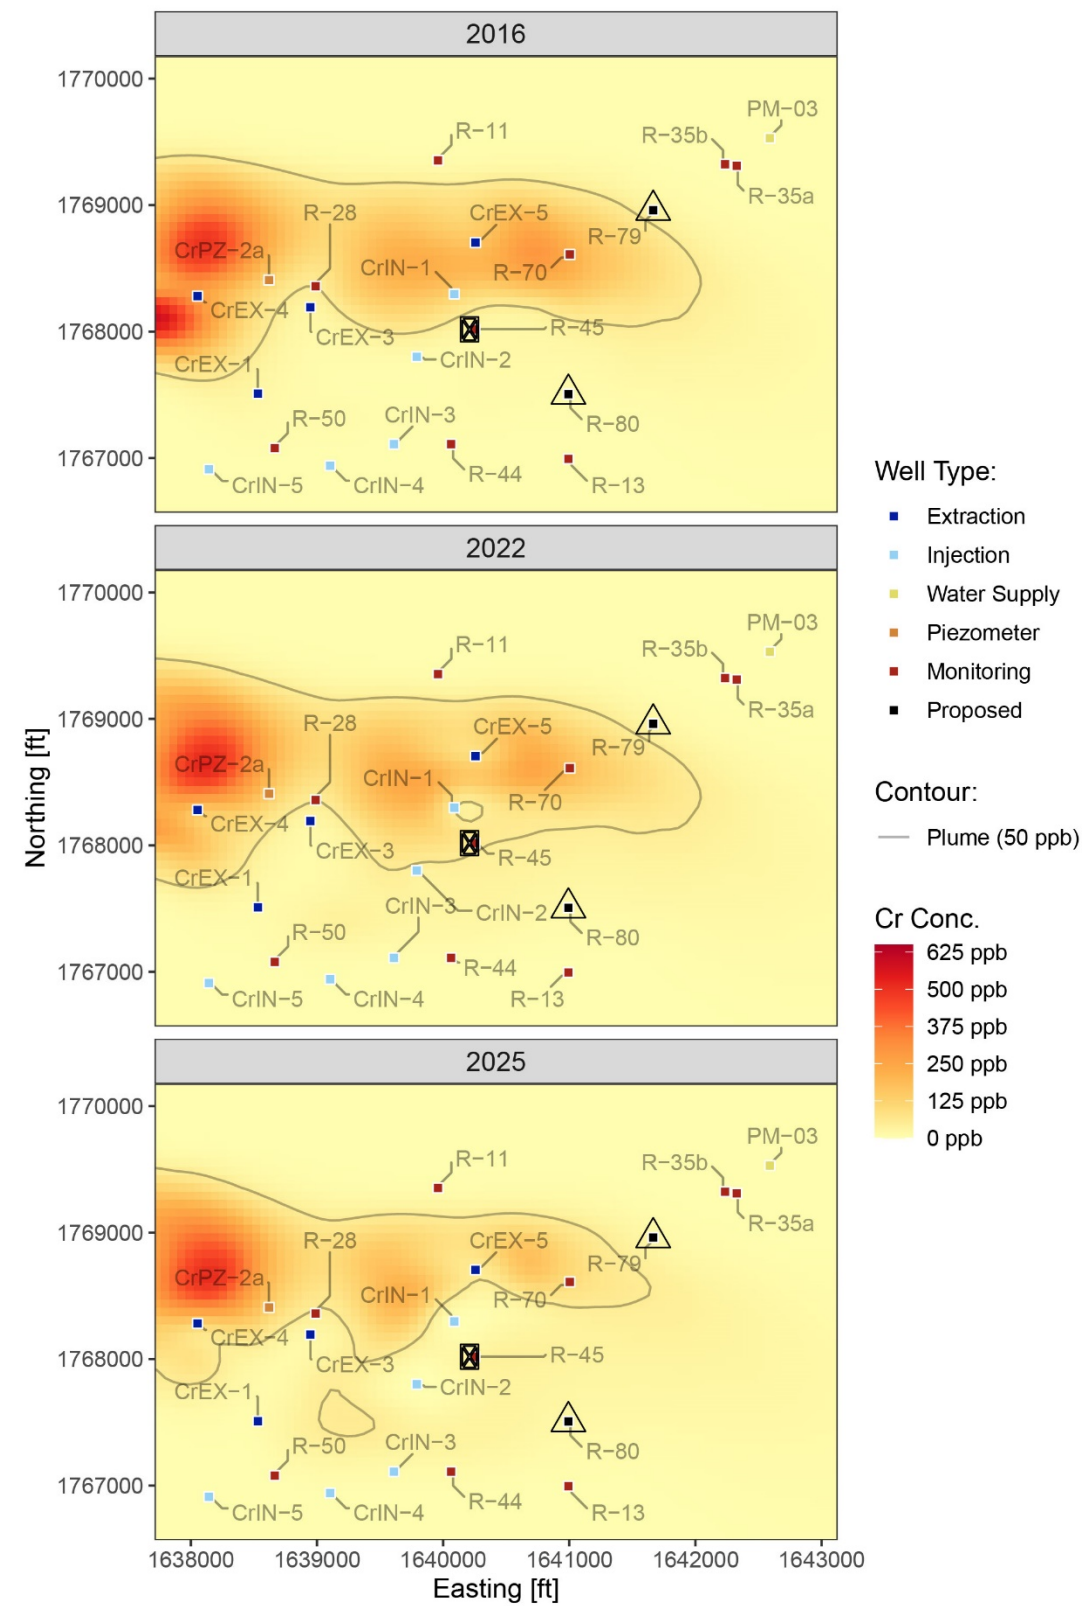 2016
1770000
PM−03
R−11
R−35b
1769000
R−35a
R−28
CrEX−5
R−79
CrPZ−2a
CrIN−1
R−70
CrEX−4
1768000
CrEX−3
R−45
CrEX−1
CrIN−2
CrIN−3
R−50
R−80
1767000
CrIN−5
CrIN−4
R−44
R−13
2022
1770000
PM−03
R−11
R−35b
1769000
R−35a
R−28
CrEX−5
R−79
CrPZ−2a
CrIN−1
R−70
CrEX−4
1768000
CrEX−3
R−45
CrEX−1
CrIN−3
CrIN−2
R−50
R−80
1767000
R−44
CrIN−5
CrIN−4
R−13
2025
1770000
PM−03
R−11
R−35b
1769000
R−35a
R−28
CrEX−5
R−79
CrPZ−2a
CrIN−1
R−70
CrEX−4
1768000
CrEX−3
R−45
CrEX−1
CrIN−2
CrIN−3
R−50
R−80
1767000
CrIN−5
CrIN−4
R−44
R−13
1638000 1639000 1640000 1641000 1642000 1643000
Easting [ft]
Northing [ft]
Well Type:
Extraction
Injection
Water Supply
Piezometer
Monitoring
Proposed
Contour:
Plume (50 ppb)
Cr Conc.
625 ppb
500 ppb
375 ppb
250 ppb
125 ppb
0 ppb